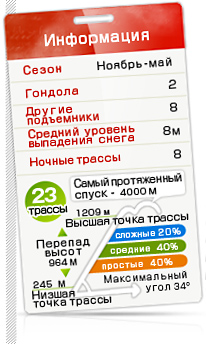 Информация
Сезон Ноябрь-май
Гондола 2
Другие
подъемники 8
Средний уровень
выпадения снега 8м
Ночные трассы 8
23
трассы
Самый протяженный
спуск - 4000 м
1209 м
Высшая точка трассы
сложные 20%
Перепад
высот
964 м
средние 40%
простые 40%
Максимальный
угол 34°
245 м
Низшая
точка трассы